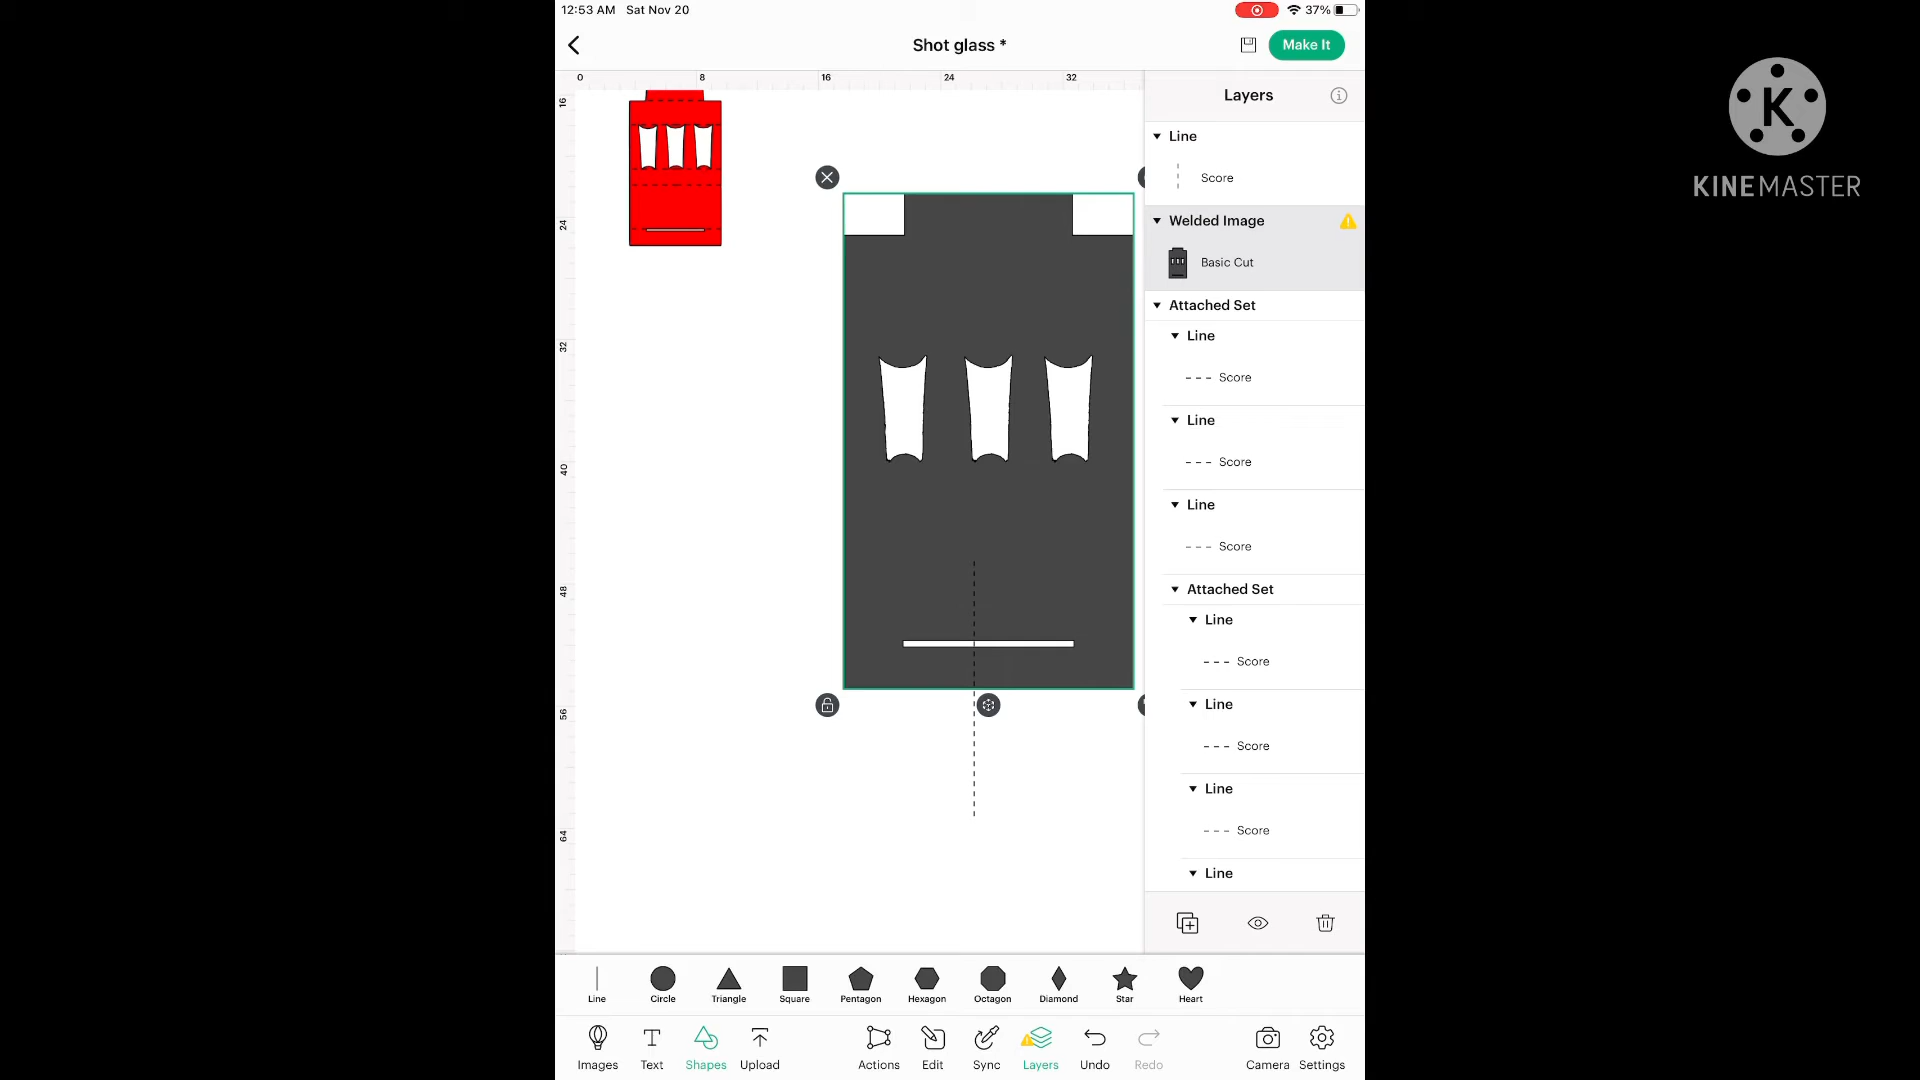 12:53 AM Sat Nov 20
37%
Shot glass *
Make It
0 8 16 24 32
16
24
32
40
48
56
64
Layers
Line
Score
Welded Image
Basic Cut
Attached Set
Line
Score
Line
Score
Line
Score
Attached Set
Line
Score
Line
Score
Line
Score
Line
Line Circle Triangle Square Pentagon Hexagon Octagon Diamond Star Heart
Images Text Shapes Upload Actions Edit Sync Layers Undo Redo Camera Settings
K
KINEMASTER